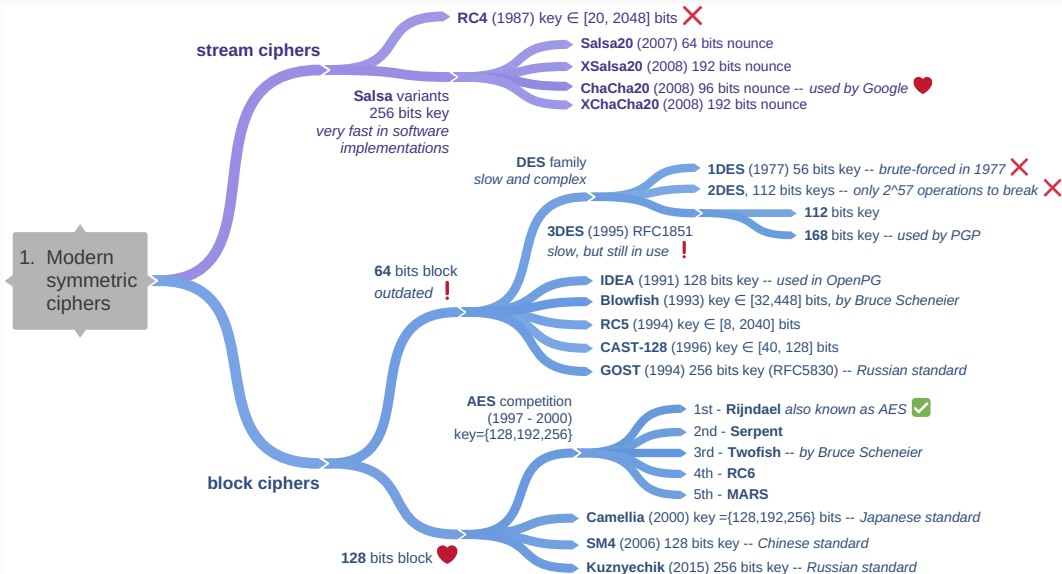 RC4 (1987) key ∈ [20, 2048] bits ❌
stream ciphers
Salsa20 (2007) 64 bits nounce
XSalsa20 (2008) 192 bits nounce
ChaCha20 (2008) 96 bits nounce -- used by Google
XChaCha20 (2008) 192 bits nounce
Salsa variants
256 bits key
very fast in software
implementations
DES family
slow and complex
1DES (1977) 56 bits key -- brute-forced in 1977 ❌
2DES, 112 bits keys -- only 2^57 operations to break ❌
112 bits key
168 bits key -- used by PGP
3DES (1995) RFC1851
slow, but still in use ❗
1. Modern
symmetric
ciphers
64 bits block
outdated ❗
IDEA (1991) 128 bits key -- used in OpenPG
Blowfish (1993) key ∈ [32,448] bits, by Bruce Scheneier
RC5 (1994) key ∈ [8, 2040] bits
CAST-128 (1996) key ∈ [40, 128] bits
GOST (1994) 256 bits key (RFC5830) -- Russian standard
AES competition
(1997 - 2000)
key={128,192,256}
1st - Rijndael also known as AES ✅
2nd - Serpent
3rd - Twofish -- by Bruce Scheneier
4th - RC6
5th - MARS
block ciphers
128 bits block
Camellia (2000) key ={128,192,256} bits -- Japanese standard
SM4 (2006) 128 bits key -- Chinese standard
Kuznyechik (2015) 256 bits key -- Russian standard